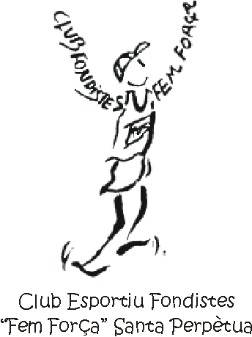 CLUB FONDISTES
FEM FORÇA
Club Esportiu Fondistes
"Fem Força" Santa Perpètua